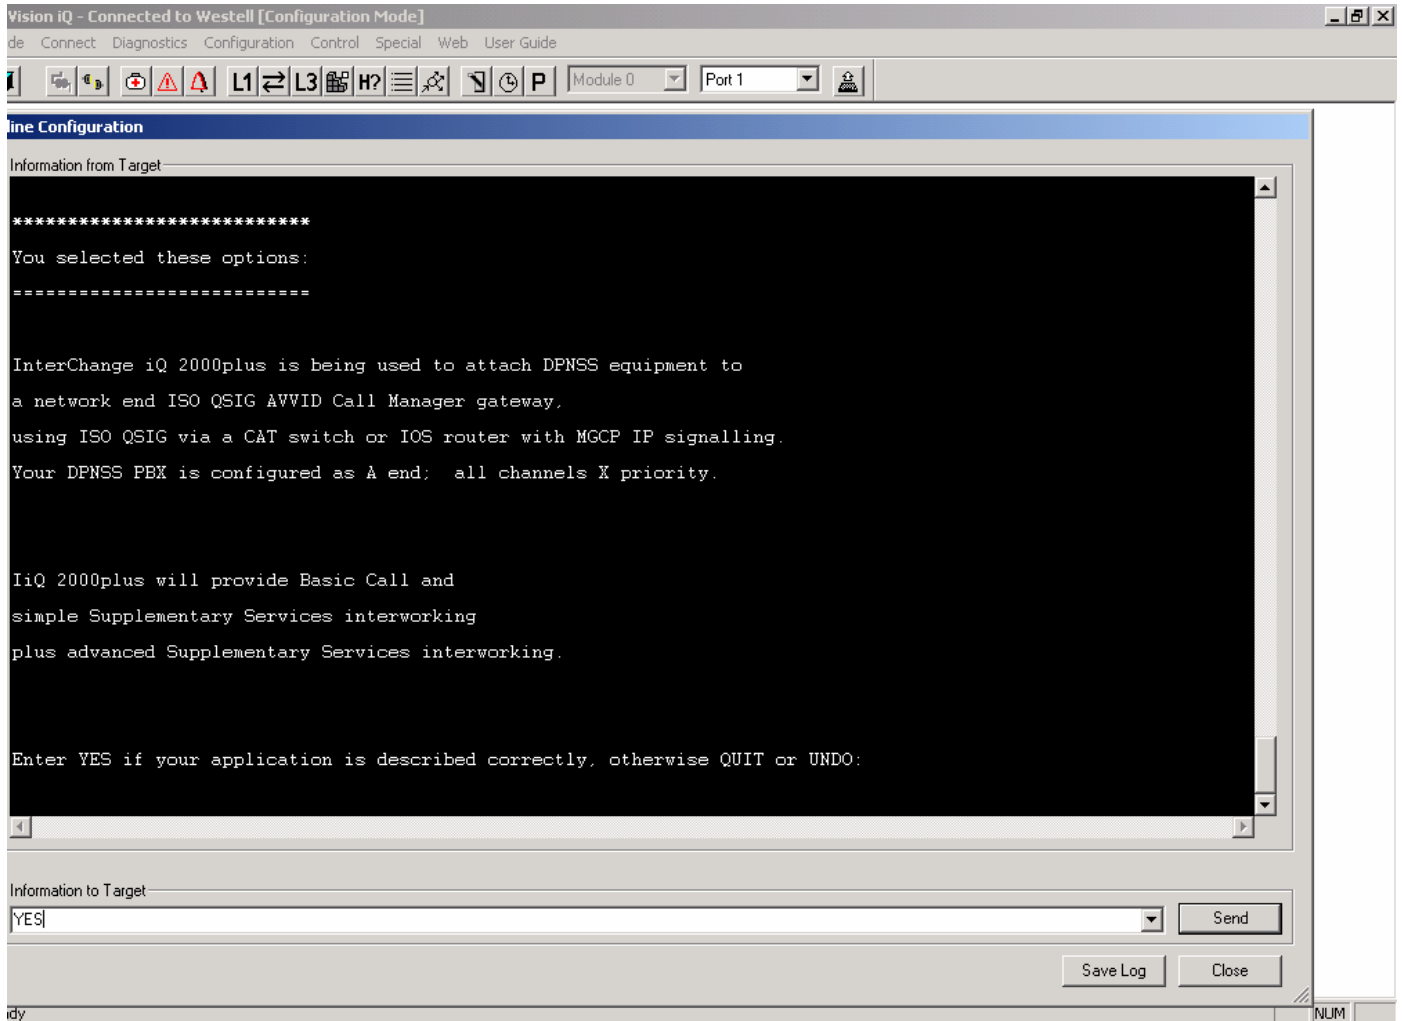 Vision iQ - Connected to Westell [Configuration Mode]
de Connect Diagnostics Configuration Control Special Web User Guide
L1 L3 H? P Module 0 Port 1
line Configuration
Information from Target
***************************
You selected these options:
===========================
InterChange iQ 2000plus is being used to attach DPNSS equipment to
a network end ISO QSIG AVVID Call Manager gateway,
using ISO QSIG via a CAT switch or IOS router with MGCP IP signalling.
Your DPNSS PBX is configured as A end;  all channels X priority.
IiQ 2000plus will provide Basic Call and
simple Supplementary Services interworking
plus advanced Supplementary Services interworking.
Enter YES if your application is described correctly, otherwise QUIT or UNDO:
Information to Target
YES Send
Save Log Close
dy NUM